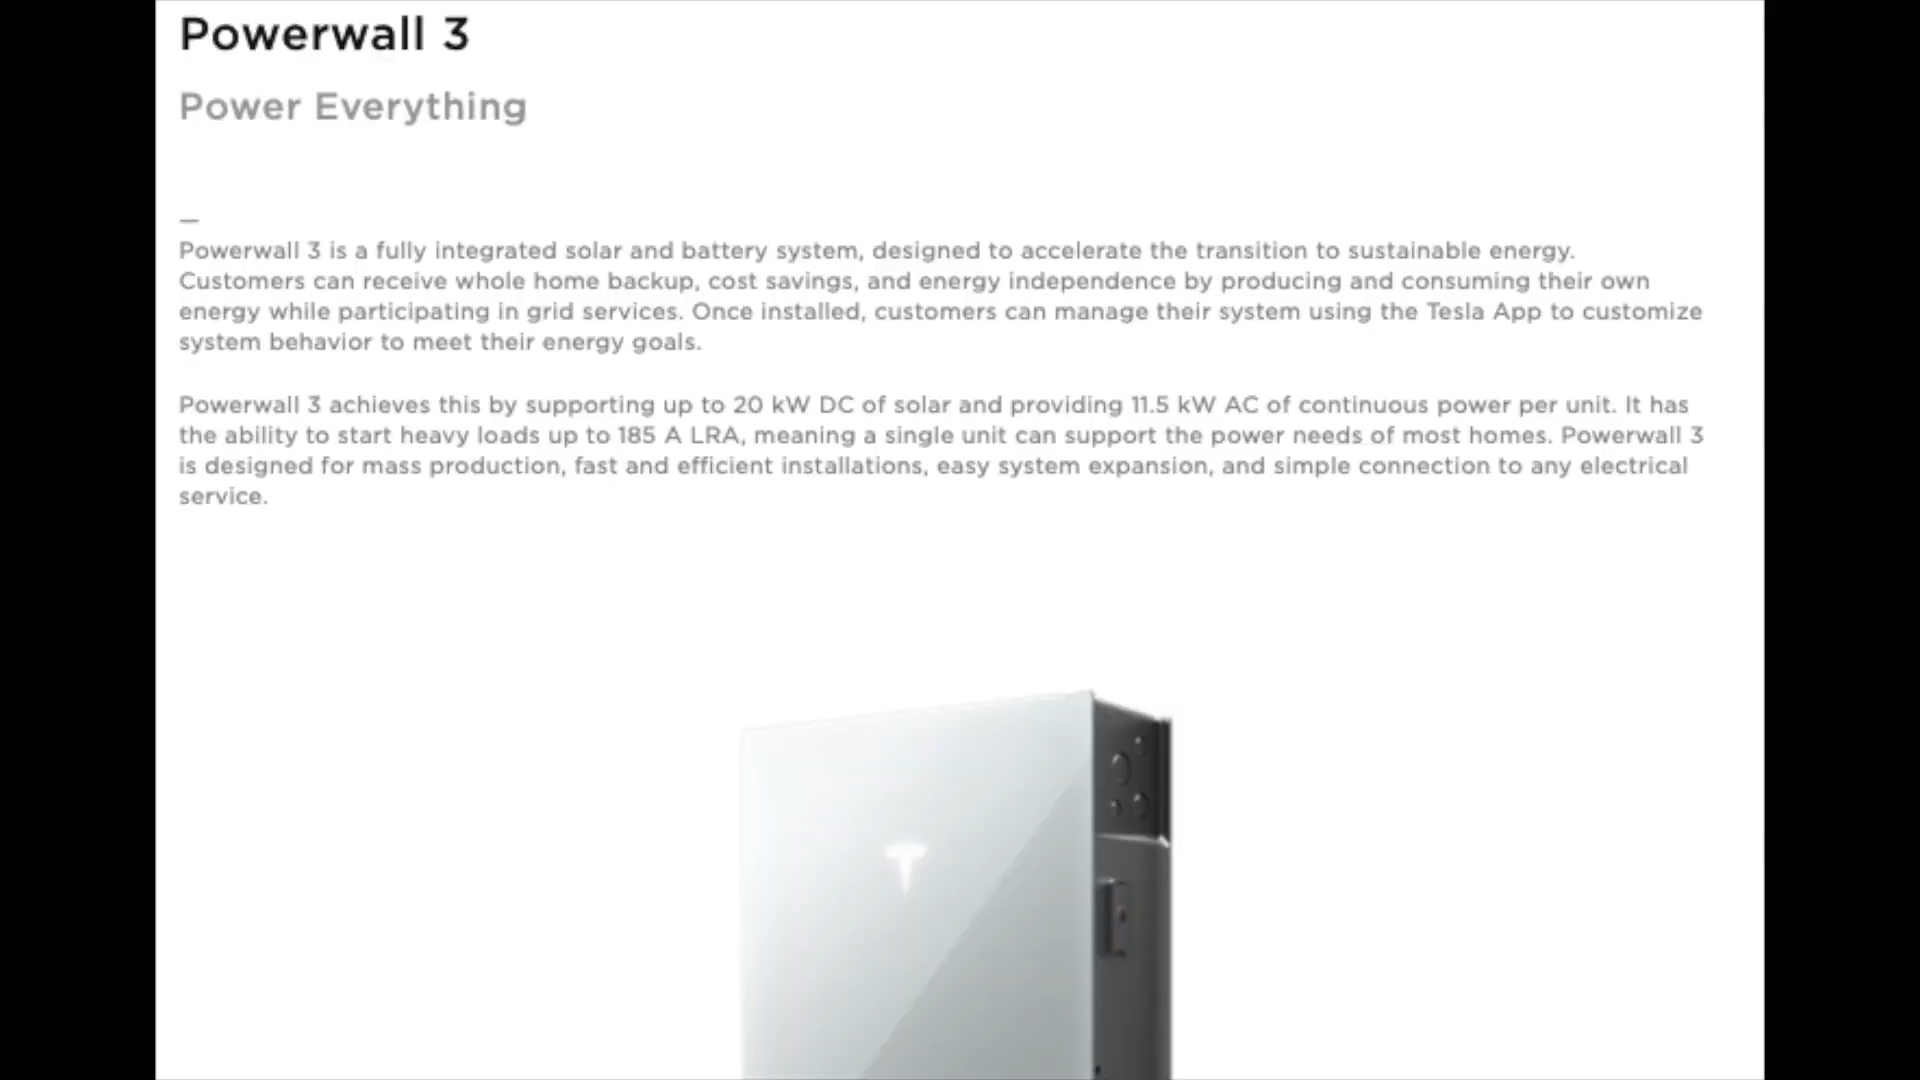 Powerwall 3
Power Everything
—
Powerwall 3 is a fully integrated solar and battery system, designed to accelerate the transition to sustainable energy.
Customers can receive whole home backup, cost savings, and energy independence by producing and consuming their own
energy while participating in grid services. Once installed, customers can manage their system using the Tesla App to customize
system behavior to meet their energy goals.
Powerwall 3 achieves this by supporting up to 20 kW DC of solar and providing 11.5 kW AC of continuous power per unit. It has
the ability to start heavy loads up to 185 A LRA, meaning a single unit can support the power needs of most homes. Powerwall 3
is designed for mass production, fast and efficient installations, easy system expansion, and simple connection to any electrical
service.